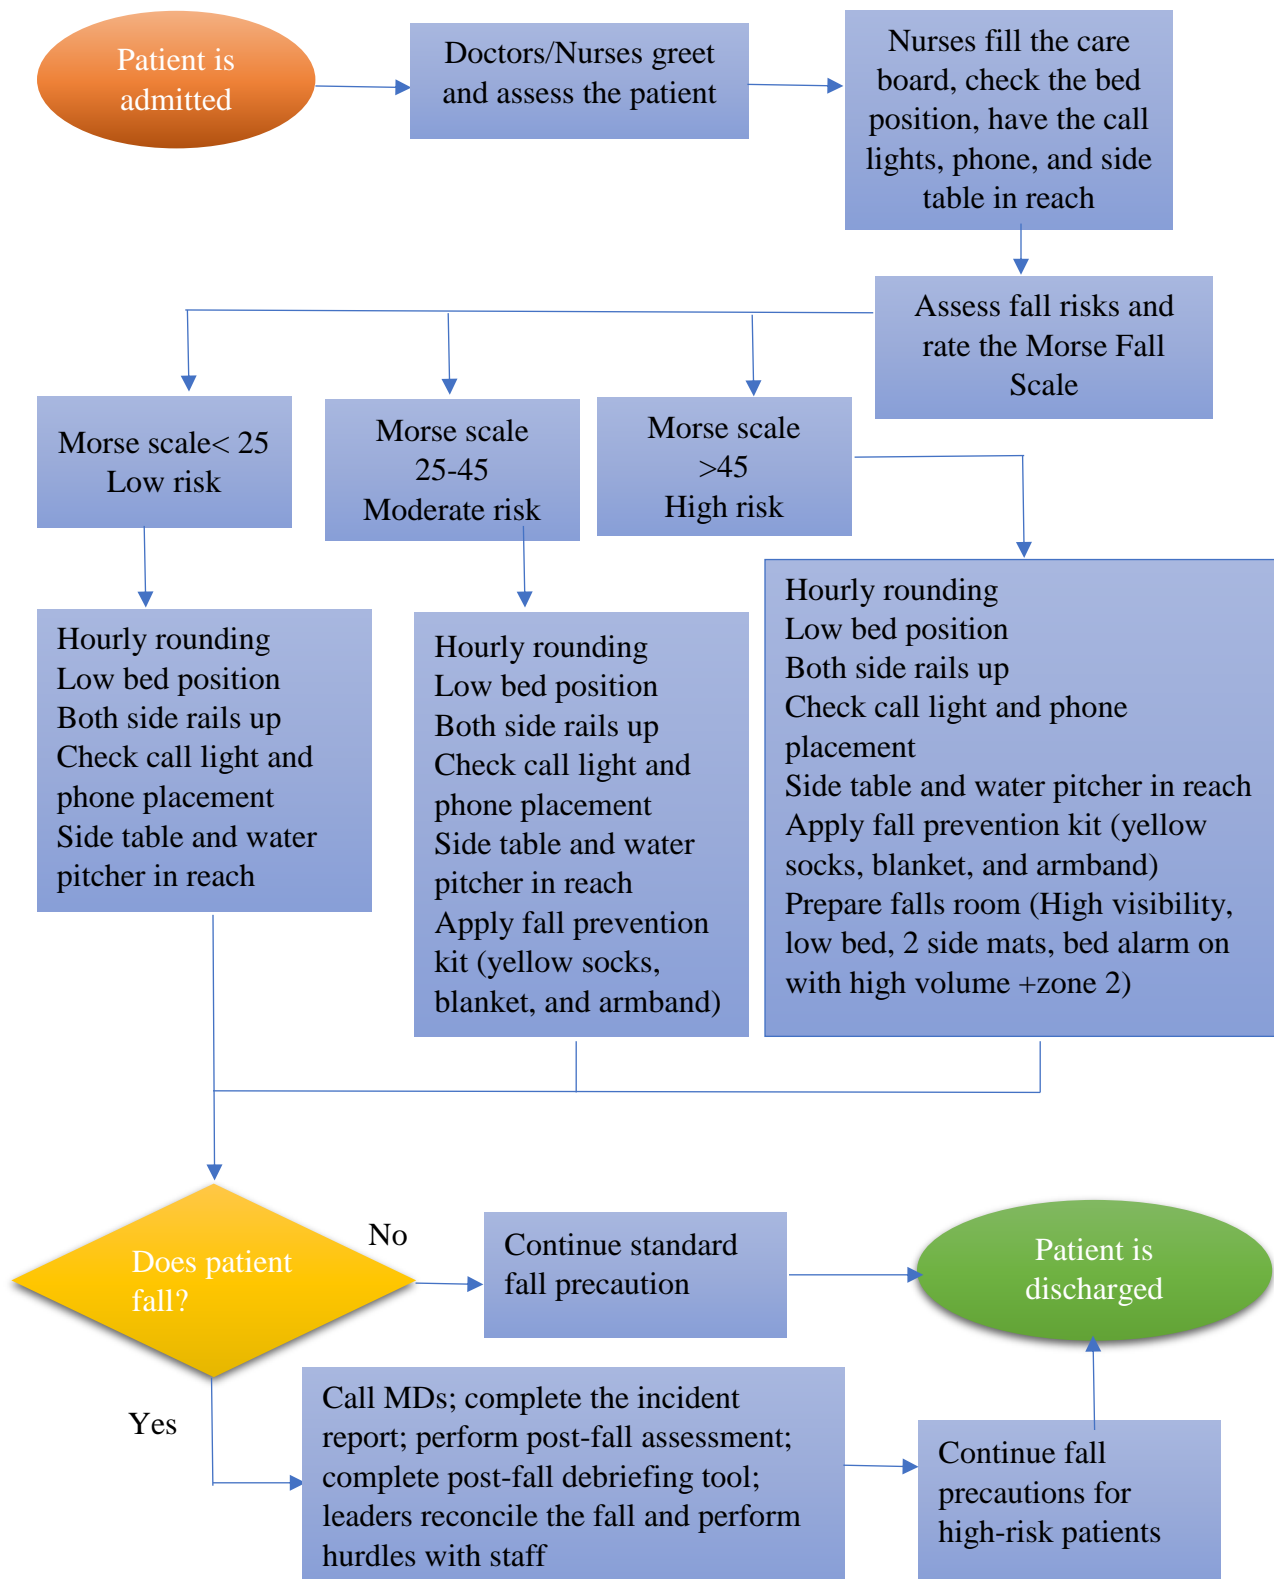 Patient is
admitted
Doctors/Nurses greet
and assess the patient
Nurses fill the care
board, check the bed
position, have the call
lights, phone, and side
table in reach
Assess fall risks and
rate the Morse Fall
Scale
Morse scale< 25
Low risk
Morse scale
25-45
Moderate risk
Morse scale
>45
High risk
Hourly rounding
Low bed position
Both side rails up
Check call light and
phone placement
Side table and water
pitcher in reach
Hourly rounding
Low bed position
Both side rails up
Check call light and
phone placement
Side table and water
pitcher in reach
Apply fall prevention
kit (yellow socks,
blanket, and armband)
Hourly rounding
Low bed position
Both side rails up
Check call light and phone
placement
Side table and water pitcher in reach
Apply fall prevention kit (yellow
socks, blanket, and armband)
Prepare falls room (High visibility,
low bed, 2 side mats, bed alarm on
with high volume +zone 2)
Does patient
fall?
No
Continue standard
fall precaution
Patient is
discharged
Yes
Call MDs; complete the incident
report; perform post-fall assessment;
complete post-fall debriefing tool;
leaders reconcile the fall and perform
hurdles with staff
Continue fall
precautions for
high-risk patients